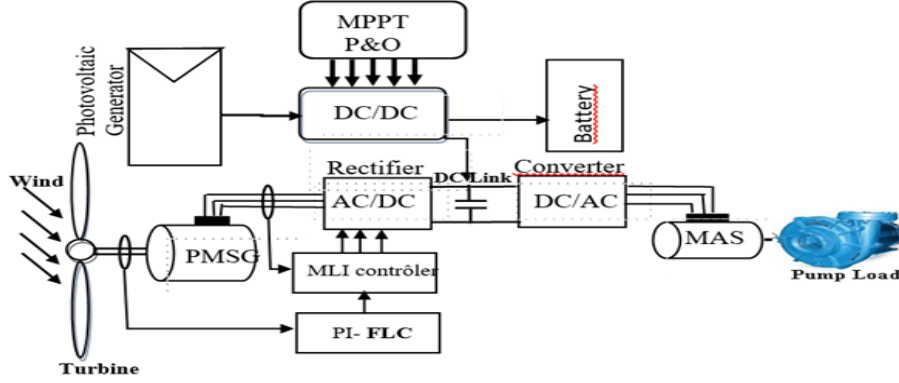 MPPT
P&O
Photovoltaic
Generator
DC/DC
Battery
Rectifier
Converter
Wind
DC Link
AC/DC
DC/AC
PMSG
MAS
MLI contrôler
Pump Load
PI- FLC
Turbine